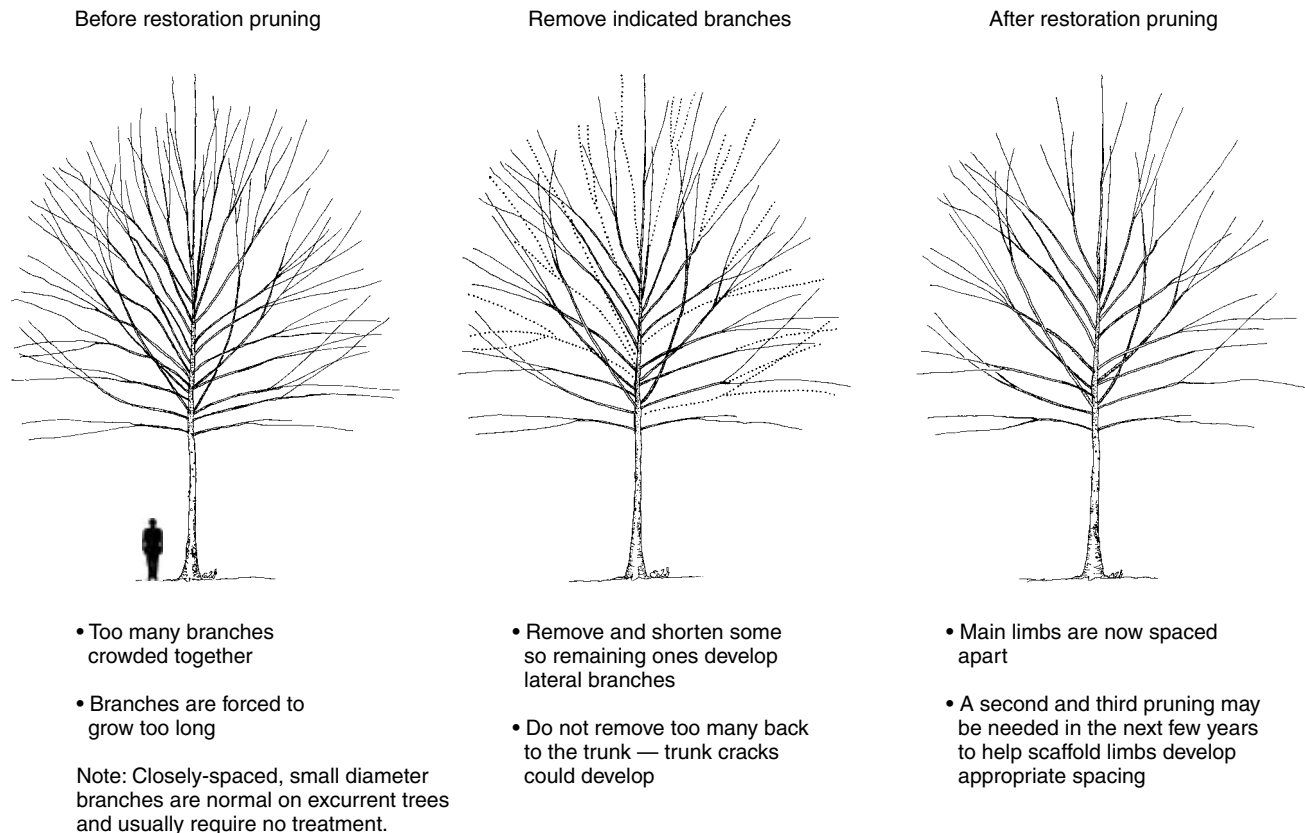 Before restoration pruning
Remove indicated branches
After restoration pruning
• Too many branches
crowded together
• Branches are forced to
grow too long
Note: Closely-spaced, small diameter
branches are normal on excurrent trees
and usually require no treatment.
• Remove and shorten some
so remaining ones develop
lateral branches
• Do not remove too many back
to the trunk — trunk cracks
could develop
• Main limbs are now spaced
apart
• A second and third pruning may
be needed in the next few years
to help scaffold limbs develop
appropriate spacing